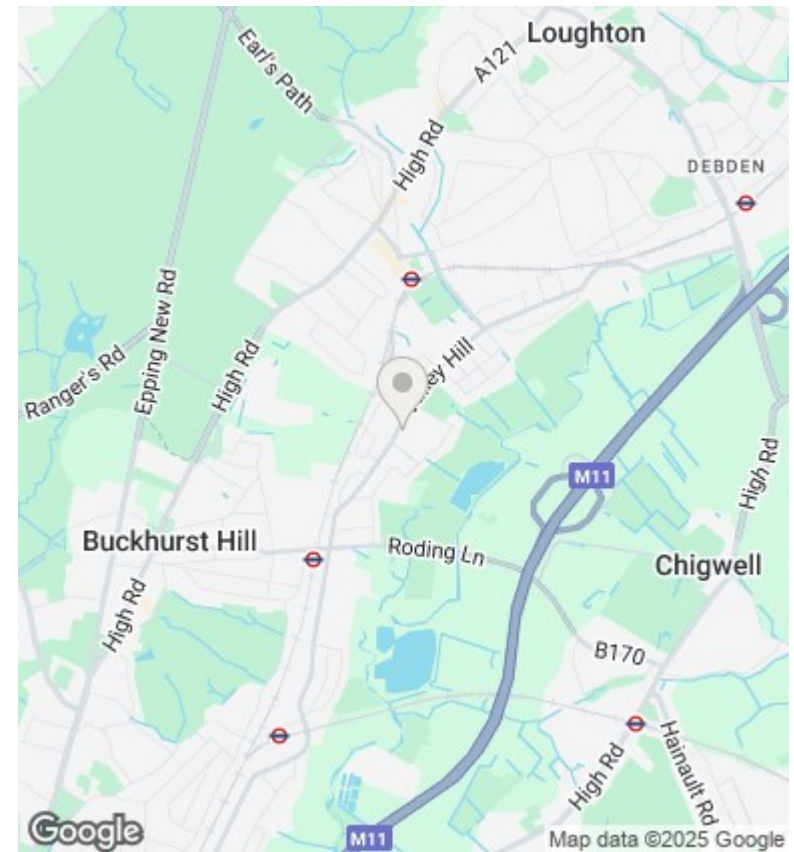 Loughton
Earl's Path
A121
High Rd
DEBDEN
Epping New Rd
Ranger's Rd
High Rd
Hill
M11
High Rd
Buckhurst Hill
Roding Ln
Chigwell
High Rd
B170
Hainault Rd
High Rd
Google
M11
Map data ©2025 Google